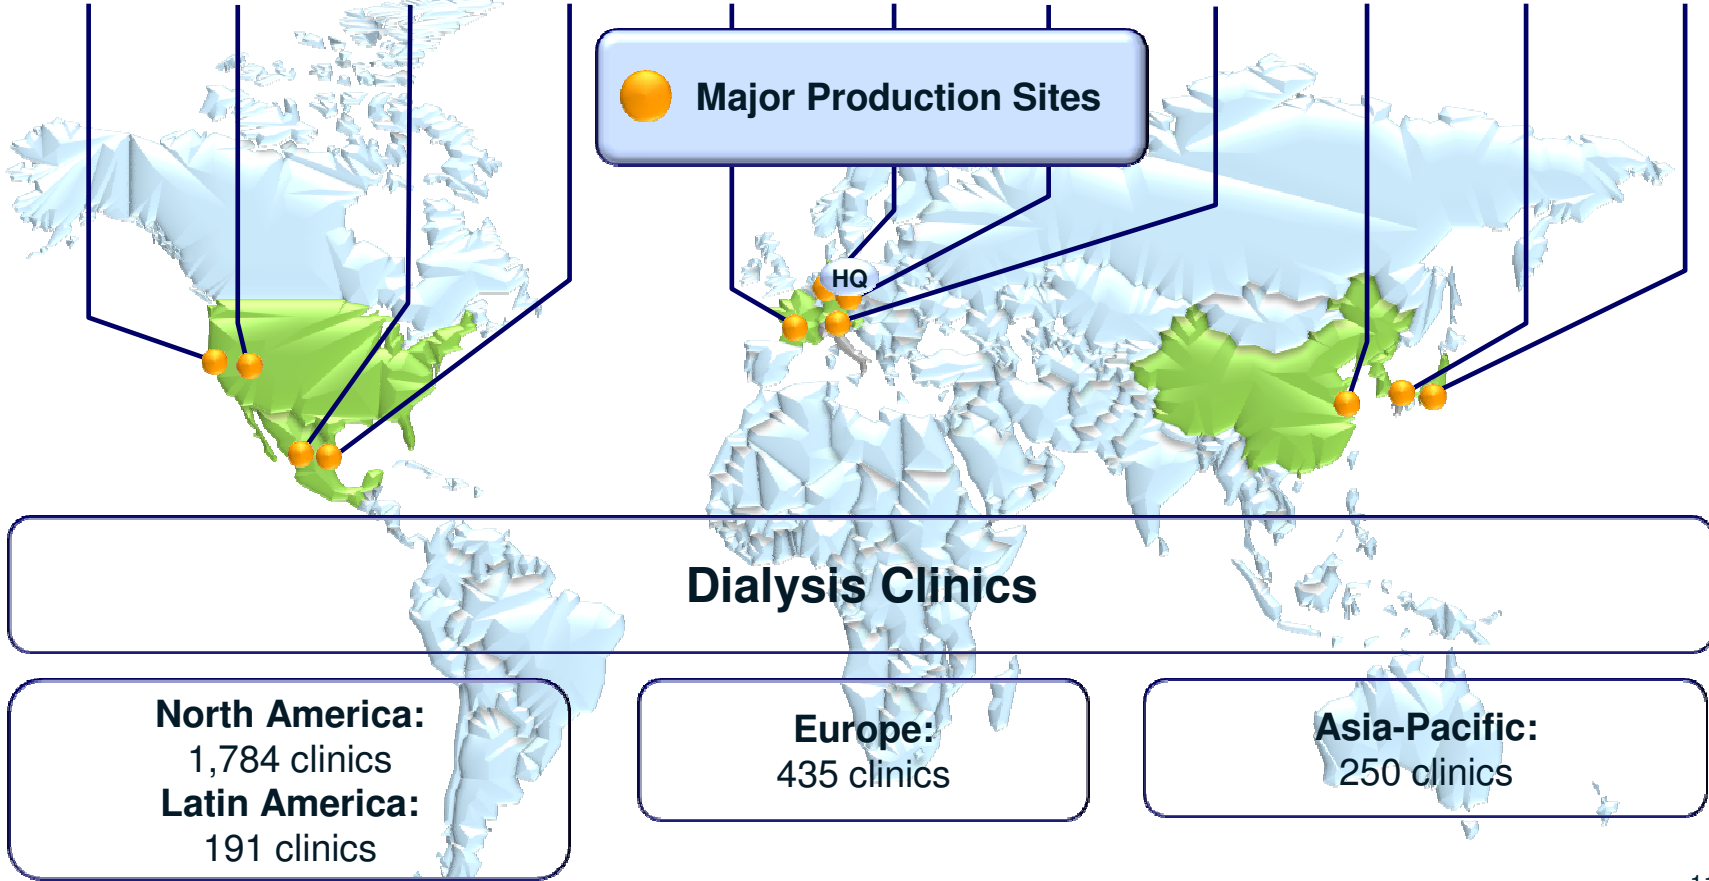 Major Production Sites
HQ
Dialysis Clinics
North America:
1,784 clinics
Latin America:
191 clinics
Europe:
435 clinics
Asia-Pacific:
250 clinics